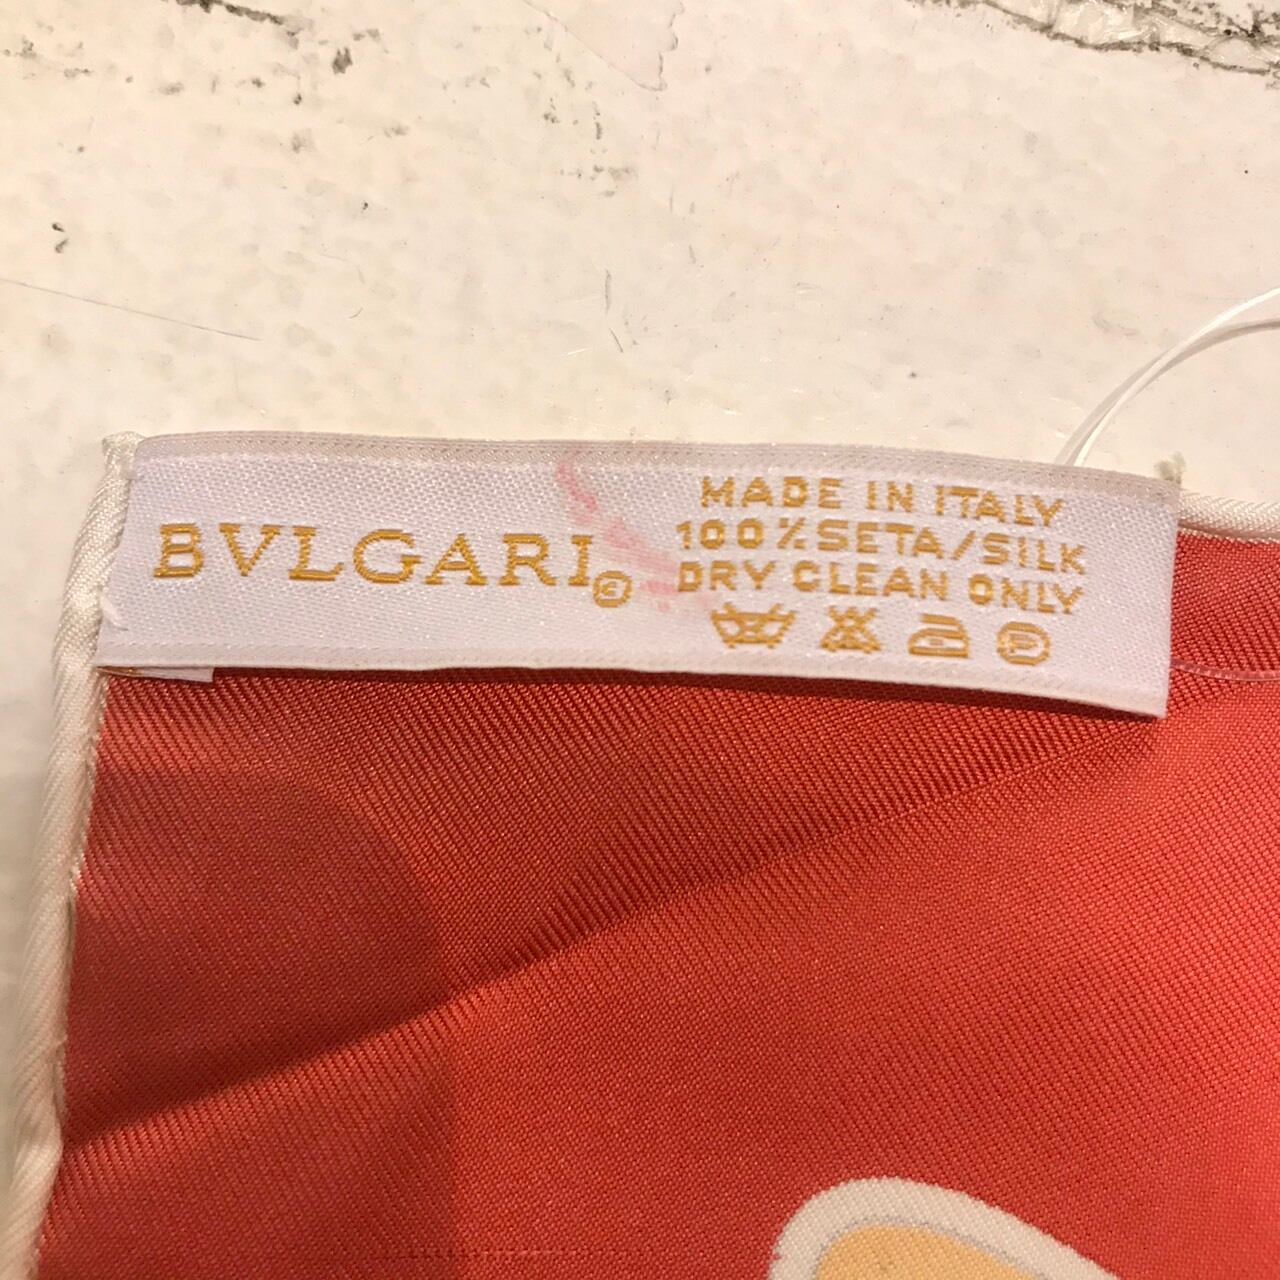 BVLGARI©
MADE IN ITALY
100%SETA/SILK
DRY CLEAN ONLY
P